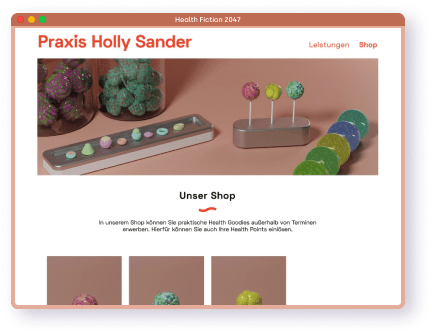 Health Fiction 2047
Praxis Holly Sander
Leistungen Shop
Unser Shop
In unserem Shop können Sie praktische Health Goodies außerhalb von Terminen
erwerben. Hierfür können Sie auch Ihre Health Points einlösen.